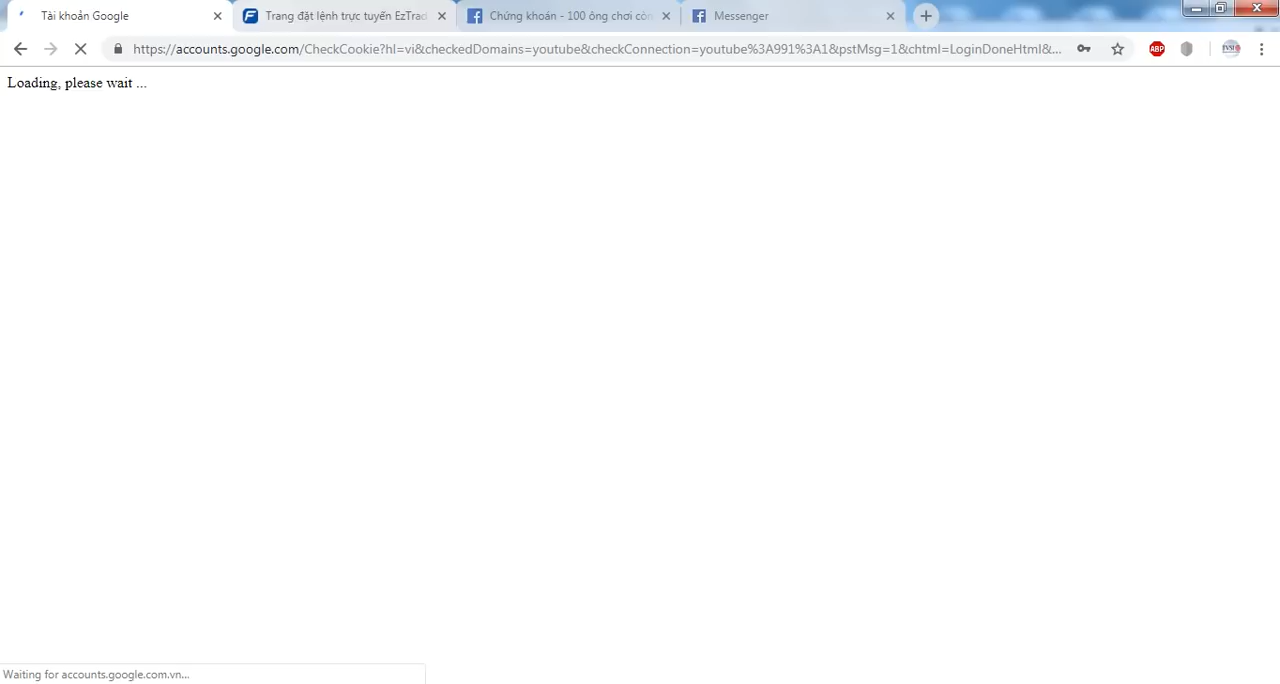 Tài khoản Google
Trang đặt lệnh trực tuyến EzTrad
Chứng khoán - 100 ông chơi còn
Messenger
https://accounts.google.com/CheckCookie?hl=vi&checkedDomains=youtube&checkConnection=youtube%3A991%3A1&pstMsg=1&chtml=LoginDoneHtml&...
ABP
TVSI
Loading, please wait ...
Waiting for accounts.google.com.vn...